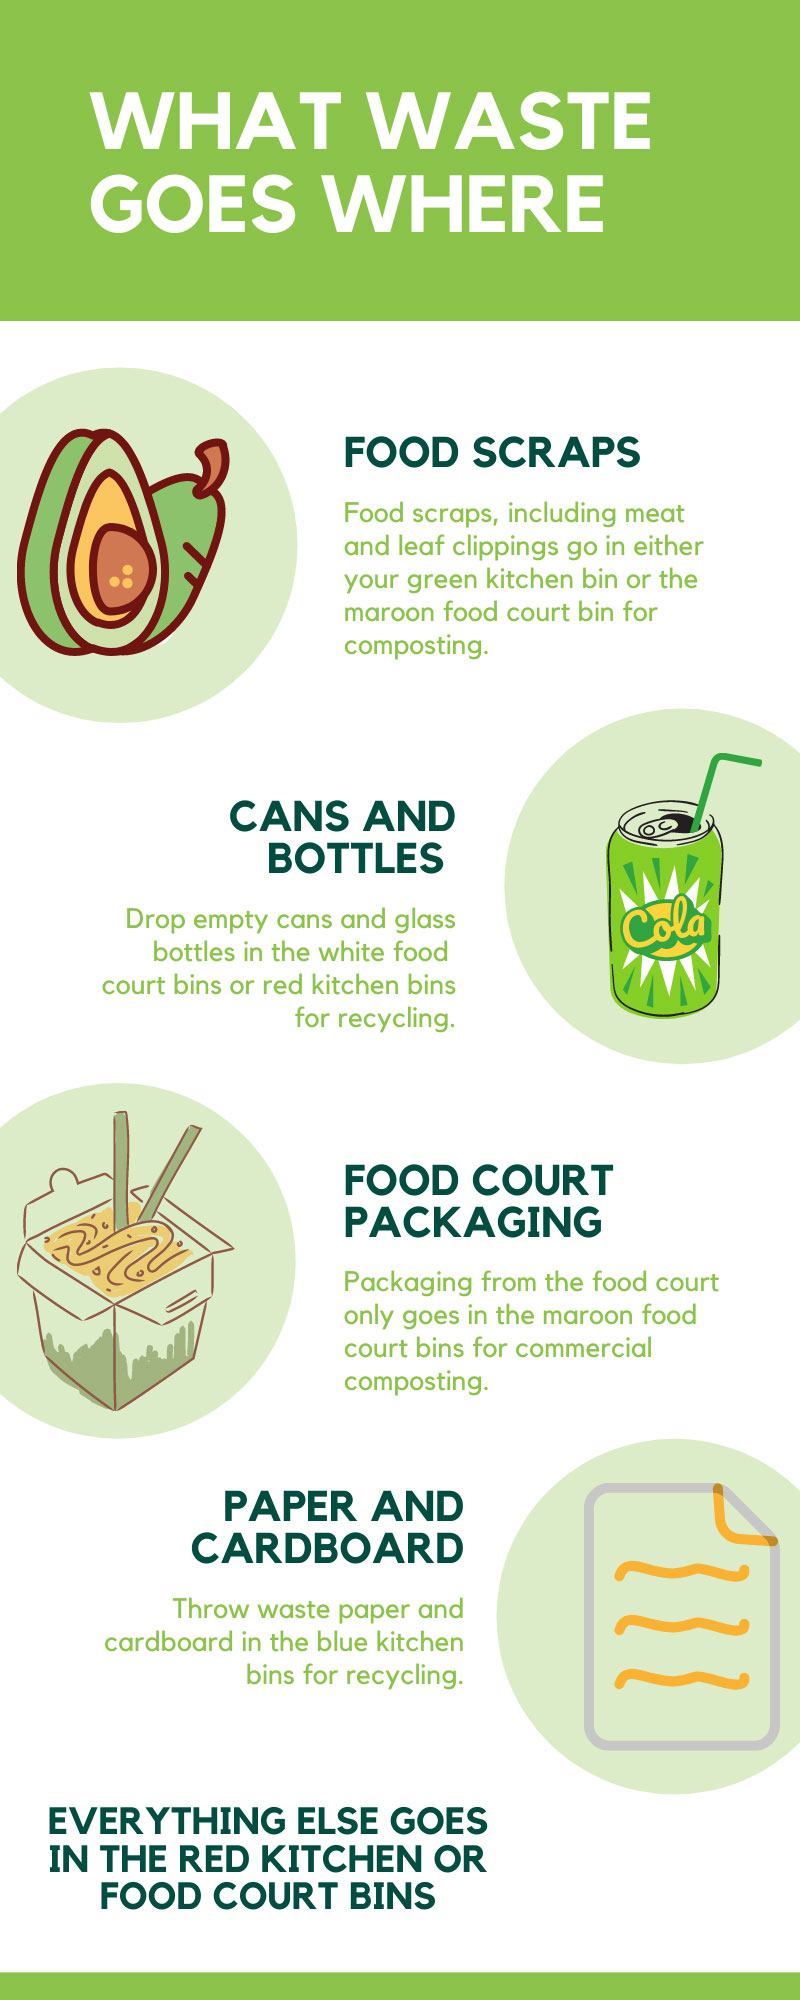 WHAT WASTE
GOES WHERE
FOOD SCRAPS
Food scraps, including meat
and leaf clippings go in either
your green kitchen bin or the
maroon food court bin for
composting.
CANS AND
BOTTLES
Drop empty cans and glass
bottles in the white food
court bins or red kitchen bins
for recycling.
Cola
FOOD COURT
PACKAGING
Packaging from the food court
only goes in the maroon food
court bins for commercial
composting.
PAPER AND
CARDBOARD
Throw waste paper and
cardboard in the blue kitchen
bins for recycling.
EVERYTHING ELSE GOES
IN THE RED KITCHEN OR
FOOD COURT BINS